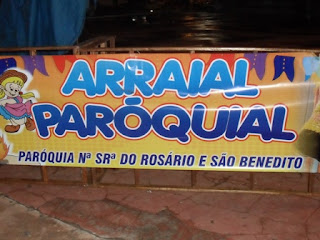 ARRAIAL
PARÓQUIAL
PARÓQUIA Nª SRª DO ROSÁRIO E SÃO BENEDITO